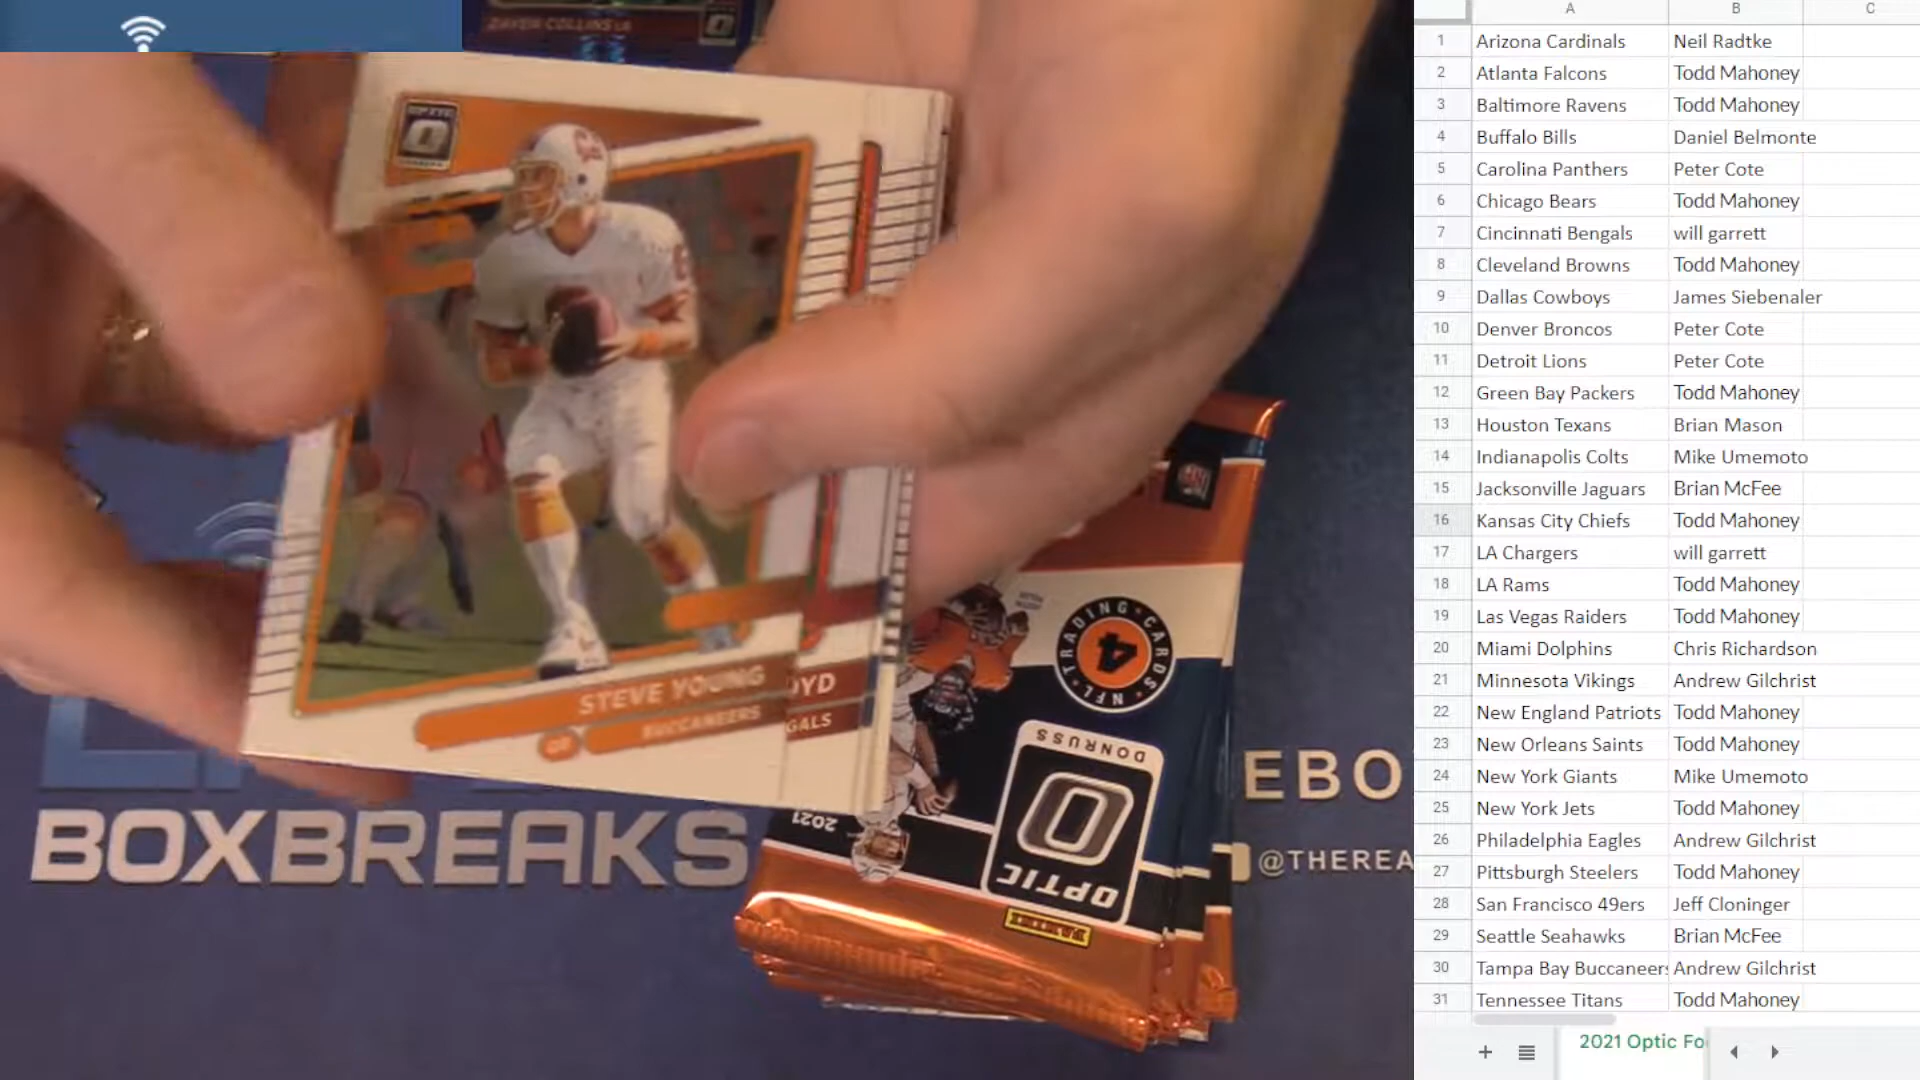 ZAVEN COLLINS LB
OPTIC
STEVE YOUNG
QB BUCCANEERS
OYD
GALS
TRADING CARDS
NFL
4
DONRUSS
OPTIC
2021
PANINI
BOXBREAKS
EBO
@THEREA
A B C
1 Arizona Cardinals Neil Radtke
2 Atlanta Falcons Todd Mahoney
3 Baltimore Ravens Todd Mahoney
4 Buffalo Bills Daniel Belmonte
5 Carolina Panthers Peter Cote
6 Chicago Bears Todd Mahoney
7 Cincinnati Bengals will garrett
8 Cleveland Browns Todd Mahoney
9 Dallas Cowboys James Siebenaler
10 Denver Broncos Peter Cote
11 Detroit Lions Peter Cote
12 Green Bay Packers Todd Mahoney
13 Houston Texans Brian Mason
14 Indianapolis Colts Mike Umemoto
15 Jacksonville Jaguars Brian McFee
16 Kansas City Chiefs Todd Mahoney
17 LA Chargers will garrett
18 LA Rams Todd Mahoney
19 Las Vegas Raiders Todd Mahoney
20 Miami Dolphins Chris Richardson
21 Minnesota Vikings Andrew Gilchrist
22 New England Patriots Todd Mahoney
23 New Orleans Saints Todd Mahoney
24 New York Giants Mike Umemoto
25 New York Jets Todd Mahoney
26 Philadelphia Eagles Andrew Gilchrist
27 Pittsburgh Steelers Todd Mahoney
28 San Francisco 49ers Jeff Cloninger
29 Seattle Seahawks Brian McFee
30 Tampa Bay Buccaneers Andrew Gilchrist
31 Tennessee Titans Todd Mahoney
2021 Optic Fo